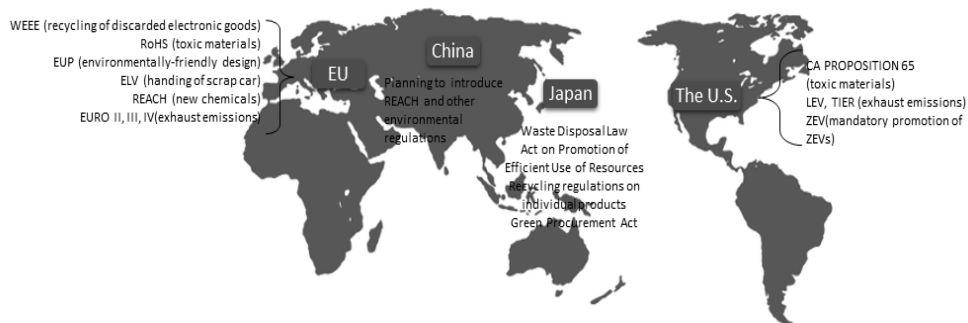 WEEE (recycling of discarded electronic goods)
RoHS (toxic materials)
EUP (environmentally-friendly design)
ELV (handing of scrap car)
REACH (new chemicals)
EURO II, III, IV(exhaust emissions)
EU
China
Planning to introduce
REACH and other
environmental
regulations
Japan
Waste Disposal Law
Act on Promotion of
Efficient Use of Resources
Recycling regulations on
individual products
Green Procurement Act
The U.S.
CA PROPOSITION 65
(toxic materials)
LEV, TIER (exhaust emissions)
ZEV(mandatory promotion of
ZEVs)